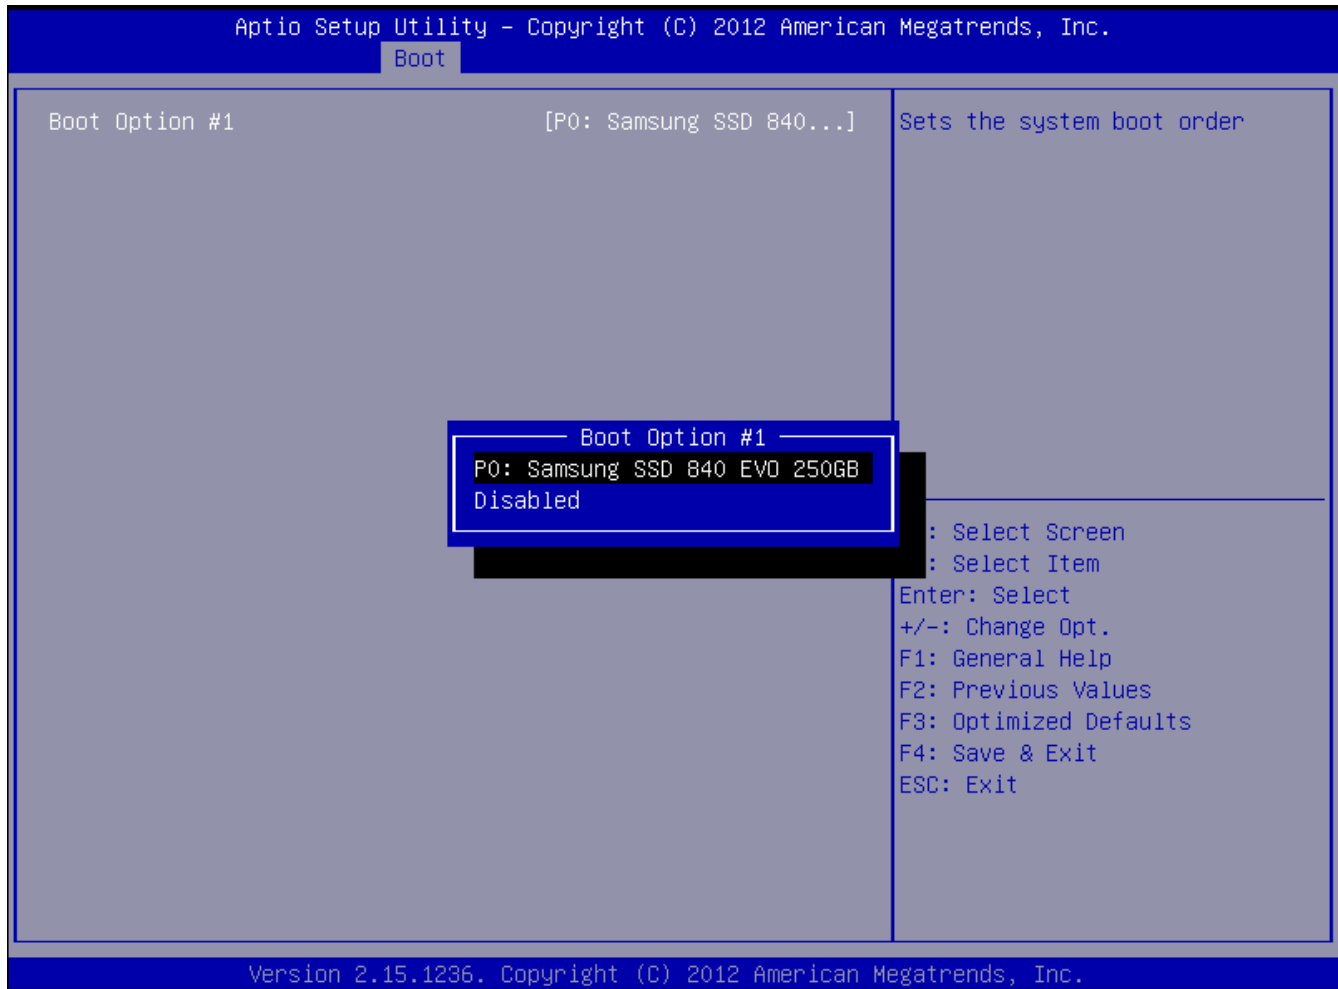 Aptio Setup Utility – Copyright (C) 2012 American Megatrends, Inc.
Boot
Boot Option #1 [P0: Samsung SSD 840...]
Sets the system boot order
Boot Option #1
P0: Samsung SSD 840 EVO 250GB
Disabled
: Select Screen
: Select Item
Enter: Select
+/-: Change Opt.
F1: General Help
F2: Previous Values
F3: Optimized Defaults
F4: Save & Exit
ESC: Exit
Version 2.15.1236. Copyright (C) 2012 American Megatrends, Inc.